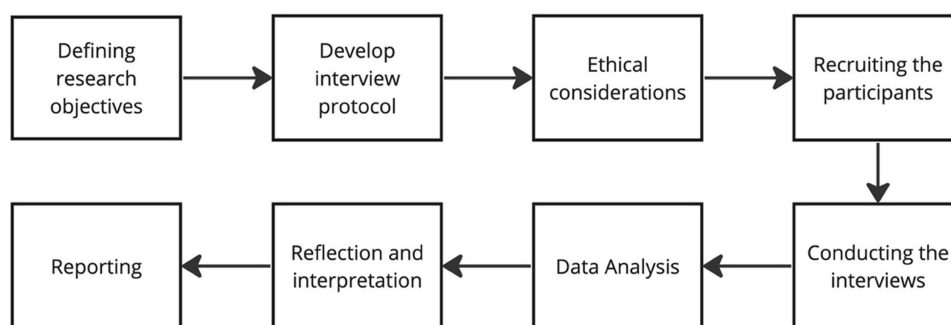 Defining
research
objectives
Develop
interview
protocol
Ethical
considerations
Recruiting the
participants
Conducting the
interviews
Data Analysis
Reflection and
interpretation
Reporting